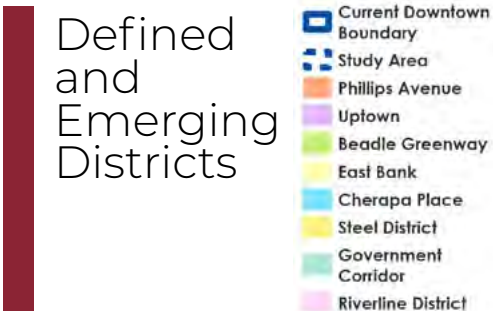 Defined
and
Emerging
Districts
Current Downtown
Boundary
Study Area
Phillips Avenue
Uptown
Beadle Greenway
East Bank
Cherapa Place
Steel District
Government
Corridor
Riverline District